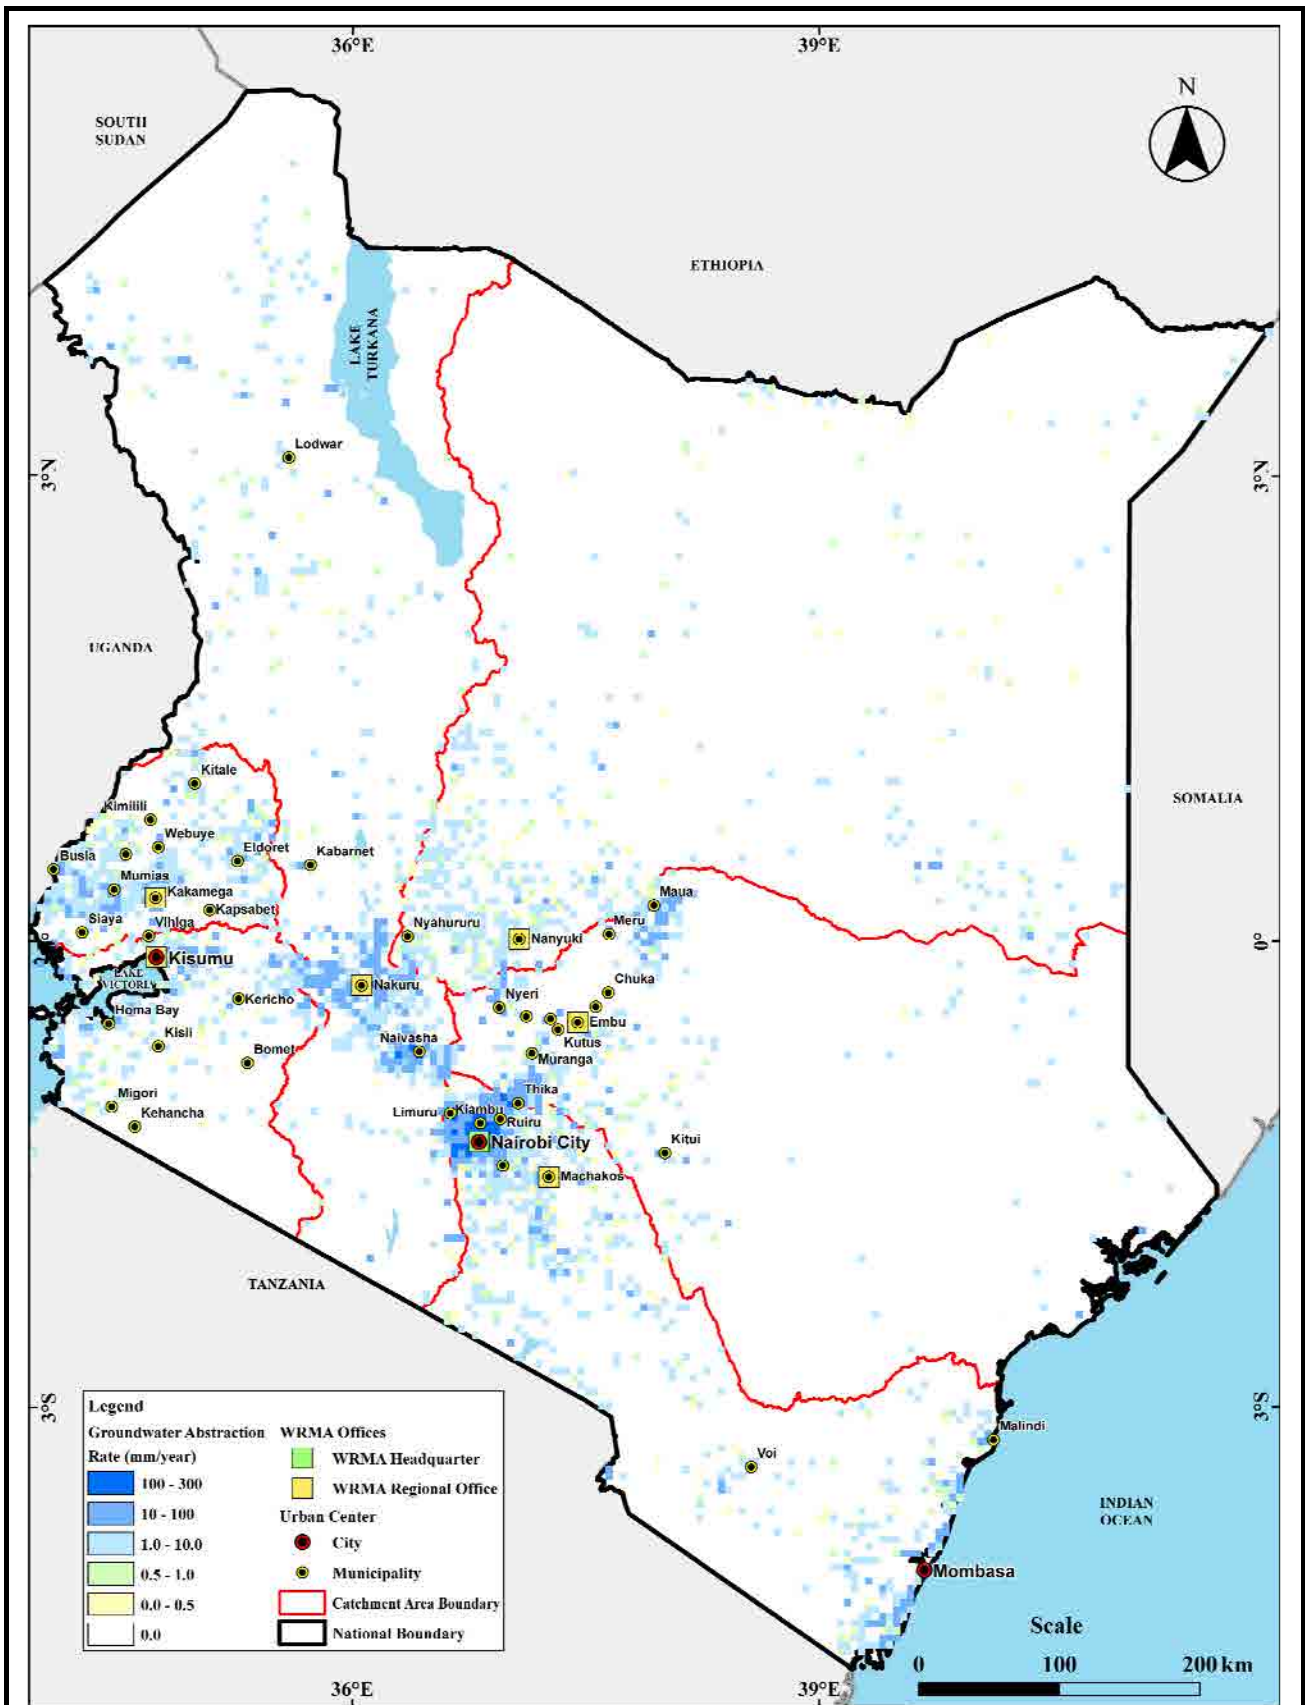 36°E
39°E
N
SOUTH
SUDAN
ETHIOPIA
LAKE
TURKANA
Lodwar
3°N
3°N
UGANDA
SOMALIA
Kitale
Kimilili
Webuye
Eldoret
Kabarnet
Busia
Mumias
Kakamega
Kapsabet
Maua
Siaya
Vihiga
Nyahururu
Nanyuki
Meru
0°
0°
Kisumu
LAKE
VICTORIA
Nakuru
Chuka
Kericho
Nyeri
Homa Bay
Embu
Kisii
Naivasha
Kutus
Bomet
Muranga
Migori
Thika
Limuru
Kiambu
Kehancha
Ruiru
Nairobi City
Kitui
Machakos
TANZANIA
3°S
3°S
Malindi
Voi
INDIAN
OCEAN
Mombasa
Legend
Groundwater Abstraction
Rate (mm/year)
100 - 300
10 - 100
1.0 - 10.0
0.5 - 1.0
0.0 - 0.5
0.0
WRMA Offices
WRMA Headquarter
WRMA Regional Office
Urban Center
City
Municipality
Catchment Area Boundary
National Boundary
Scale
0 100 200 km
36°E
39°E